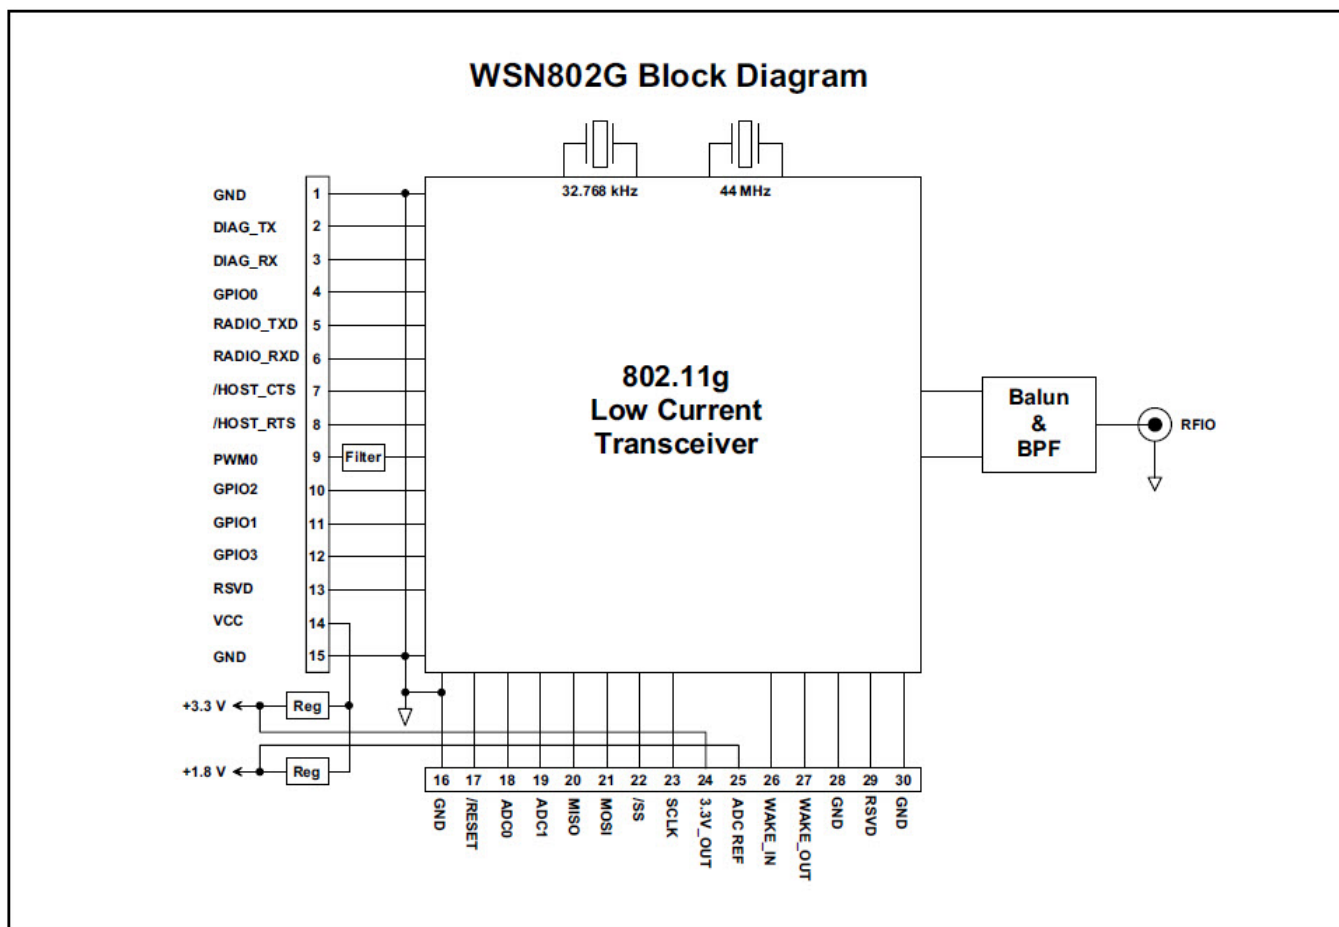 WSN802G Block Diagram
32.768 kHz
44 MHz
GND 1
DIAG_TX 2
DIAG_RX 3
GPIO0 4
RADIO_TXD 5
RADIO_RXD 6
/HOST_CTS 7
/HOST_RTS 8
PWM0 9 Filter
GPIO2 10
GPIO1 11
GPIO3 12
RSVD 13
VCC 14
GND 15
802.11g
Low Current
Transceiver
Balun
&
BPF
RFIO
+3.3 V Reg
+1.8 V Reg
16 17 18 19 20 21 22 23 24 25 26 27 28 29 30
GND
/RESET
ADC0
ADC1
MISO
MOSI
/SS
SCLK
3.3V_OUT
ADC REF
WAKE_IN
WAKE_OUT
GND
RSVD
GND